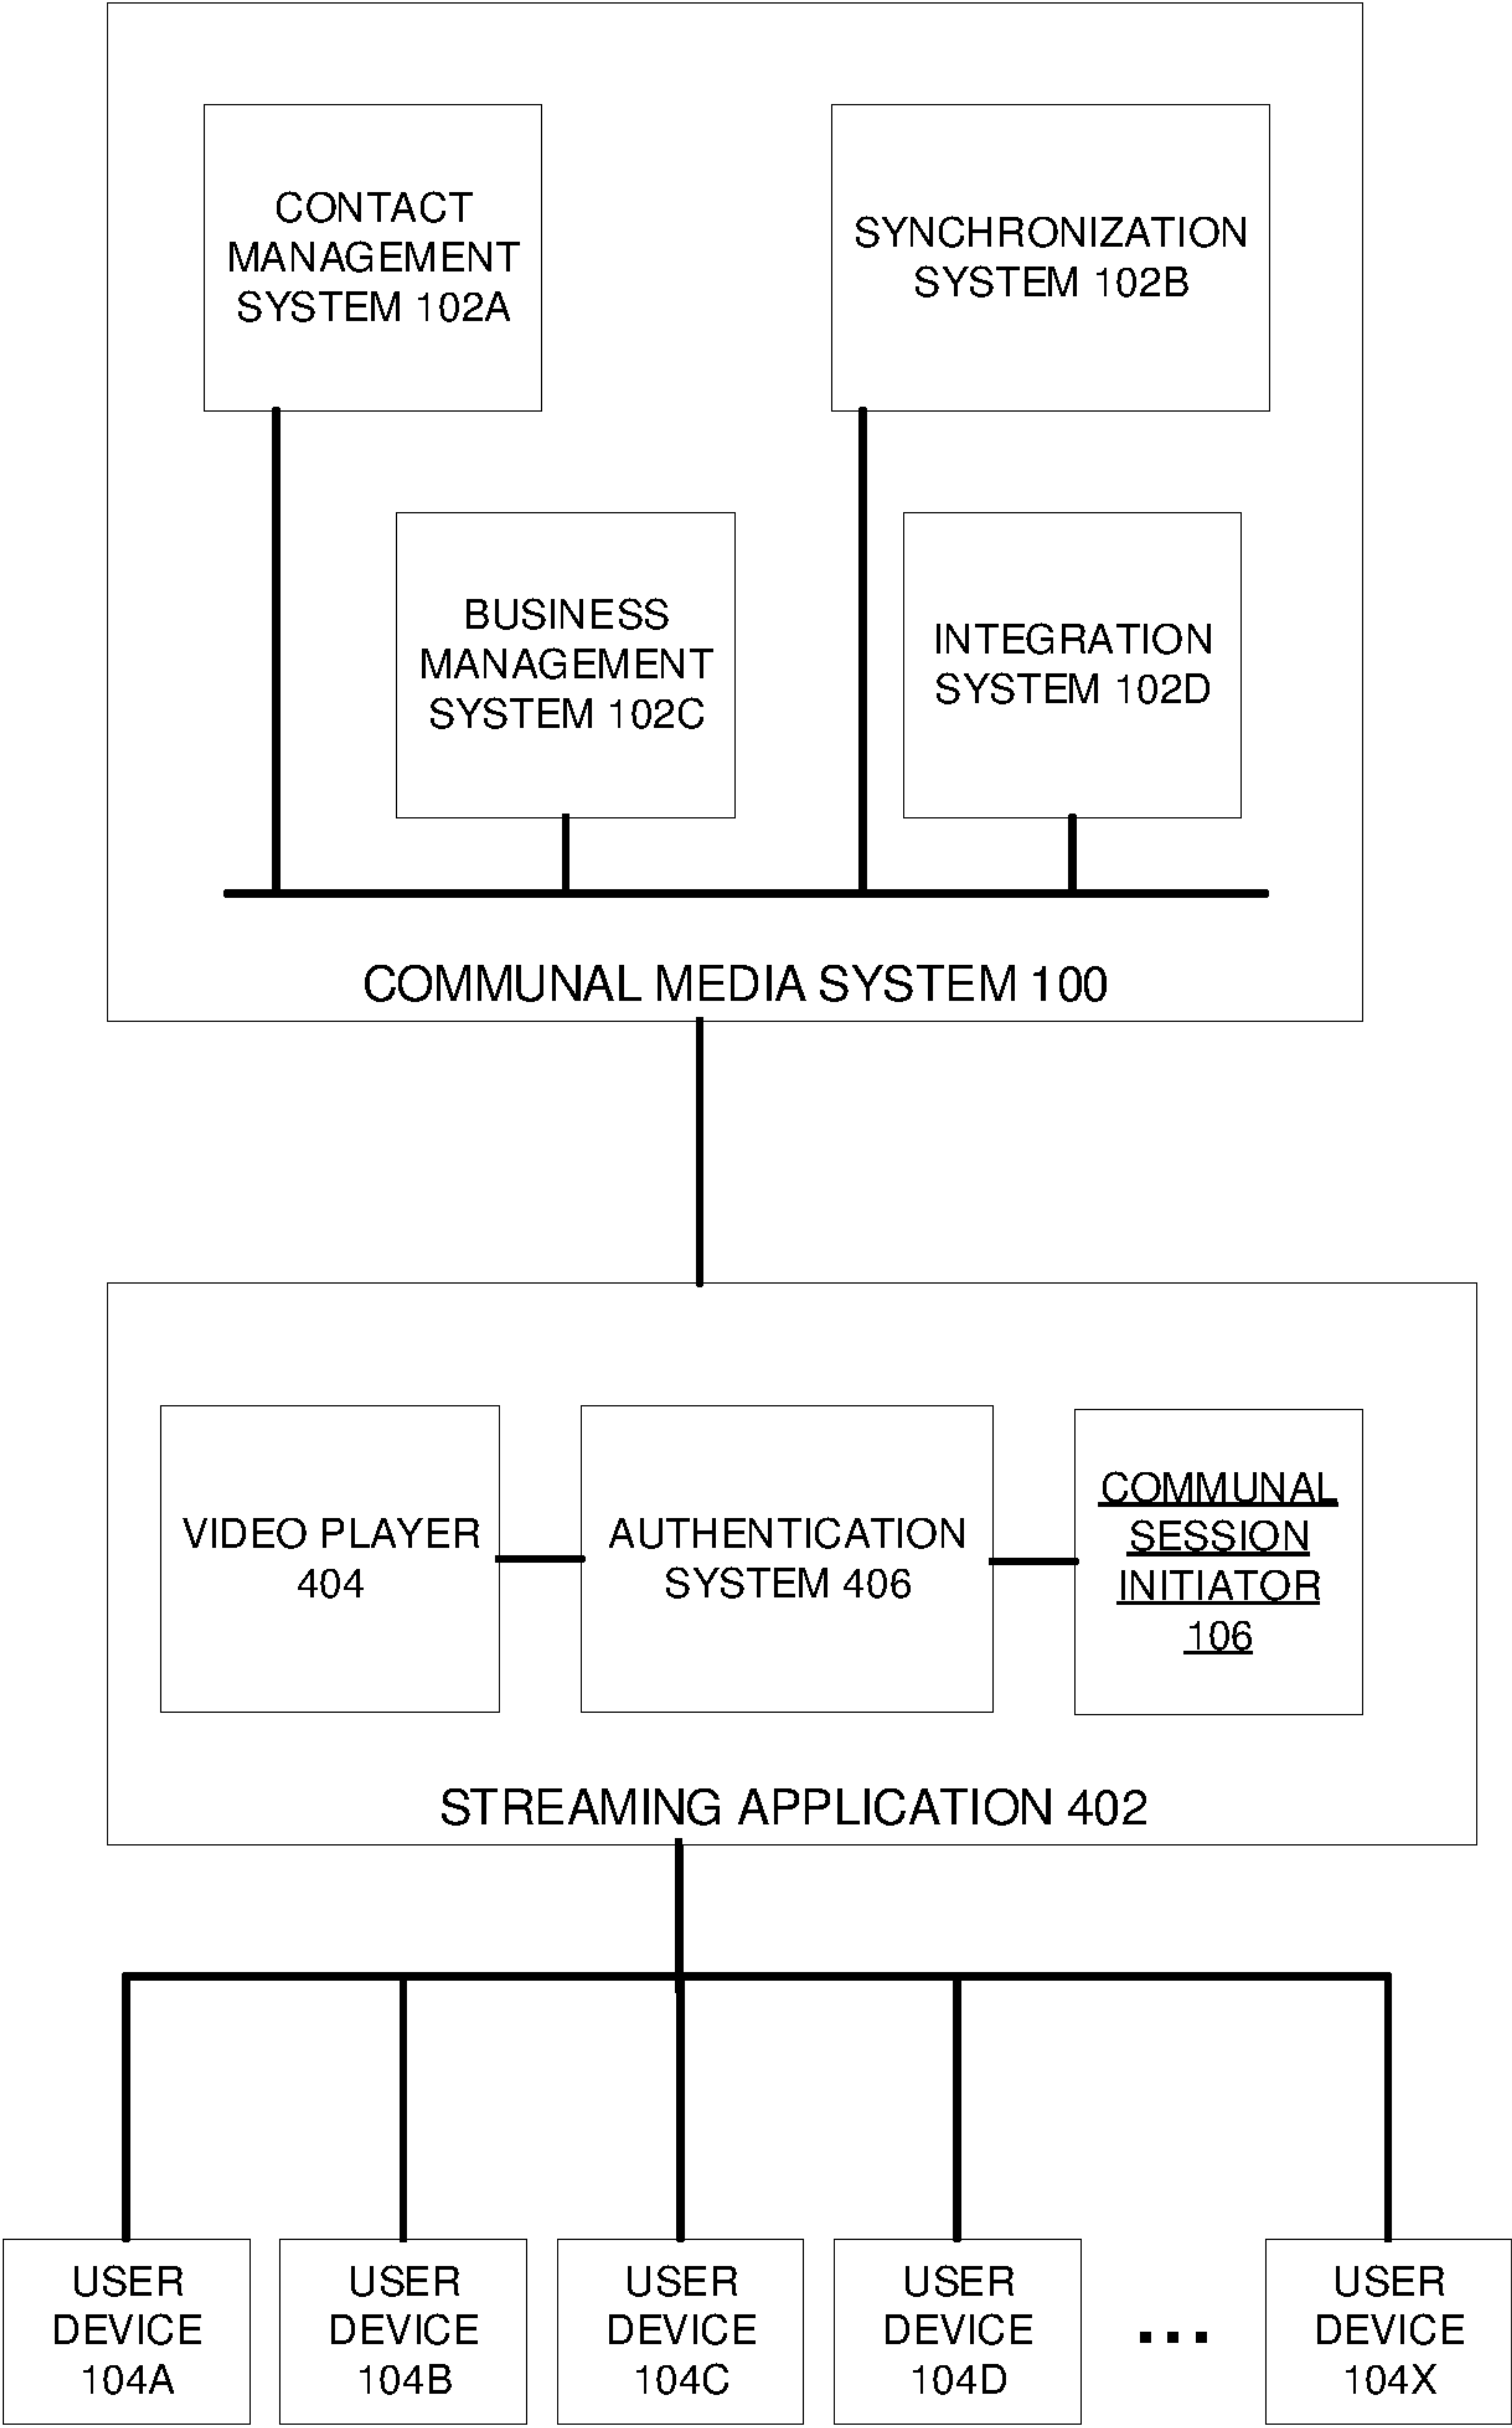 CONTACT
MANAGEMENT
SYSTEM 102A
SYNCHRONIZATION
SYSTEM 102B
BUSINESS
MANAGEMENT
SYSTEM 102C
INTEGRATION
SYSTEM 102D
COMMUNAL MEDIA SYSTEM 100
VIDEO PLAYER
404
AUTHENTICATION
SYSTEM 406
COMMUNAL
SESSION
INITIATOR
106
STREAMING APPLICATION 402
USER
DEVICE
104A
USER
DEVICE
104B
USER
DEVICE
104C
USER
DEVICE
104D
...
USER
DEVICE
104X